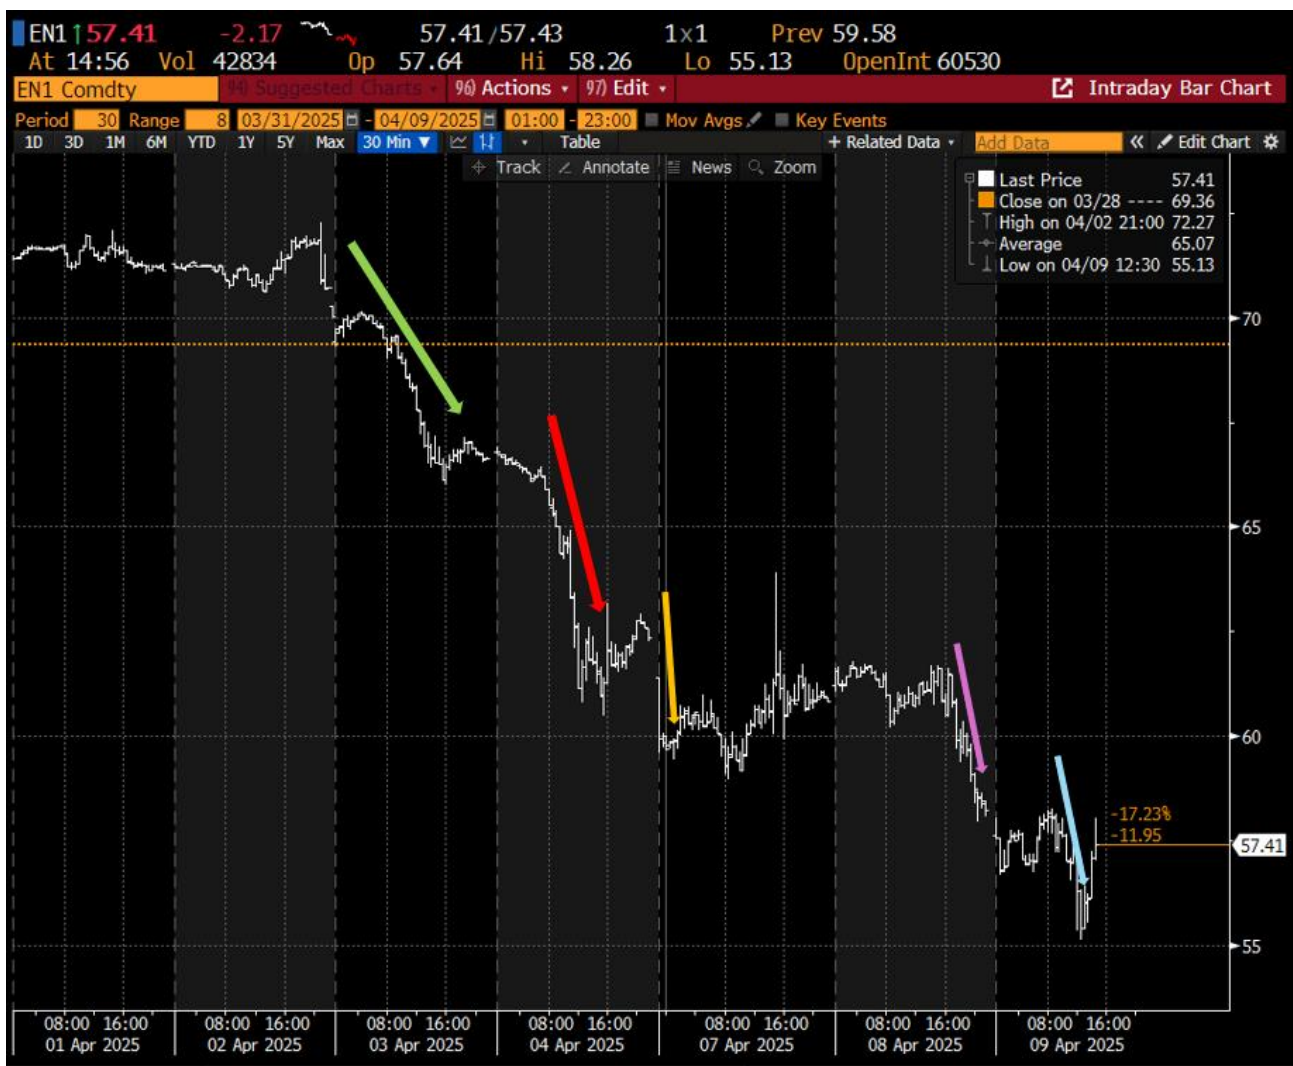 EN1 ↑57.41 -2.17 57.41/57.43 1x1 Prev 59.58
At 14:56 Vol 42834 Op 57.64 Hi 58.26 Lo 55.13 OpenInt 60530
EN1 Comdty 94) Suggested Charts 96) Actions 97) Edit Intraday Bar Chart
Period 30 Range 8 03/31/2025 - 04/09/2025 01:00 - 23:00 Mov Avgs Key Events
1D 3D 1M 6M YTD 1Y 5Y Max 30 Min ▼ Table + Related Data Add Data « Edit Chart
Track Annotate News Zoom
Last Price 57.41
Close on 03/28 ---- 69.36
High on 04/02 21:00 72.27
Average 65.07
Low on 04/09 12:30 55.13
70
65
60
-17.23%
-11.95
57.41
55
08:00 16:00 08:00 16:00 08:00 16:00 08:00 16:00 08:00 16:00 08:00 16:00 08:00 16:00
01 Apr 2025 02 Apr 2025 03 Apr 2025 04 Apr 2025 07 Apr 2025 08 Apr 2025 09 Apr 2025